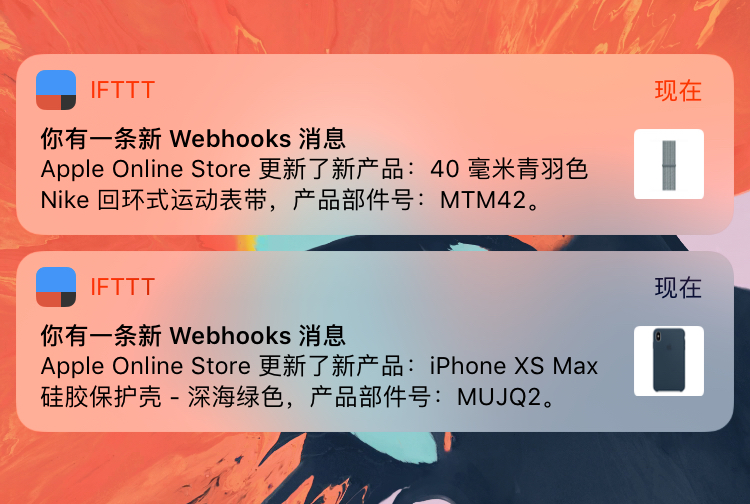 IFTTT 现在
你有一条新 Webhooks 消息
Apple Online Store 更新了新产品：40 毫米青羽色
Nike 回环式运动表带，产品部件号：MTM42。
IFTTT 现在
你有一条新 Webhooks 消息
Apple Online Store 更新了新产品：iPhone XS Max
硅胶保护壳 - 深海绿色，产品部件号：MUJQ2。